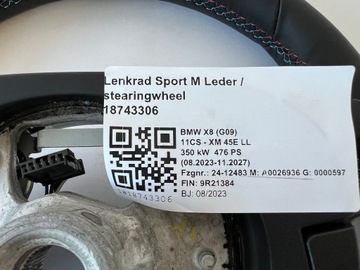 Lenkrad Sport M Leder /
stearingwheel
18743306
BMW X8 (G09)
11CS - XM 45E LL
350 kW 476 PS
(08.2023-11.2027)
Fzgnr.: 24-12483 M: A0026936 G: 0000597
FIN: 9R21384
BJ: 08/2023